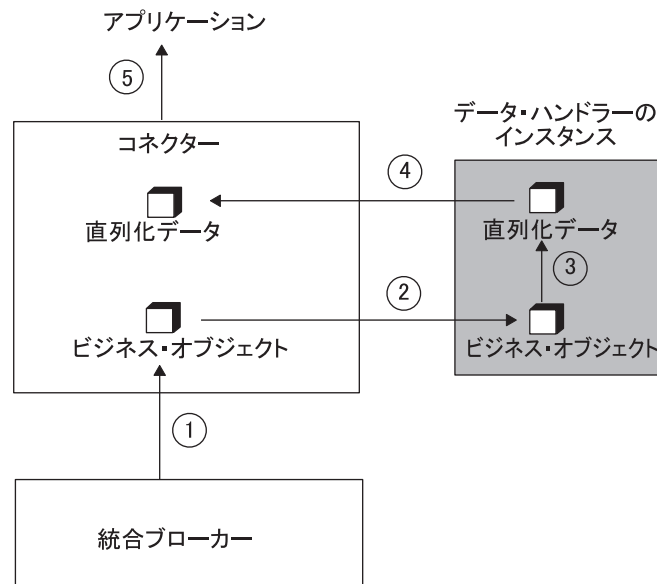 アプリケーション
5
データ・ハンドラーの
インスタンス
コネクター
4
直列化データ
直列化データ
3
2
ビジネス・オブジェクト
ビジネス・オブジェクト
1
統合ブローカー